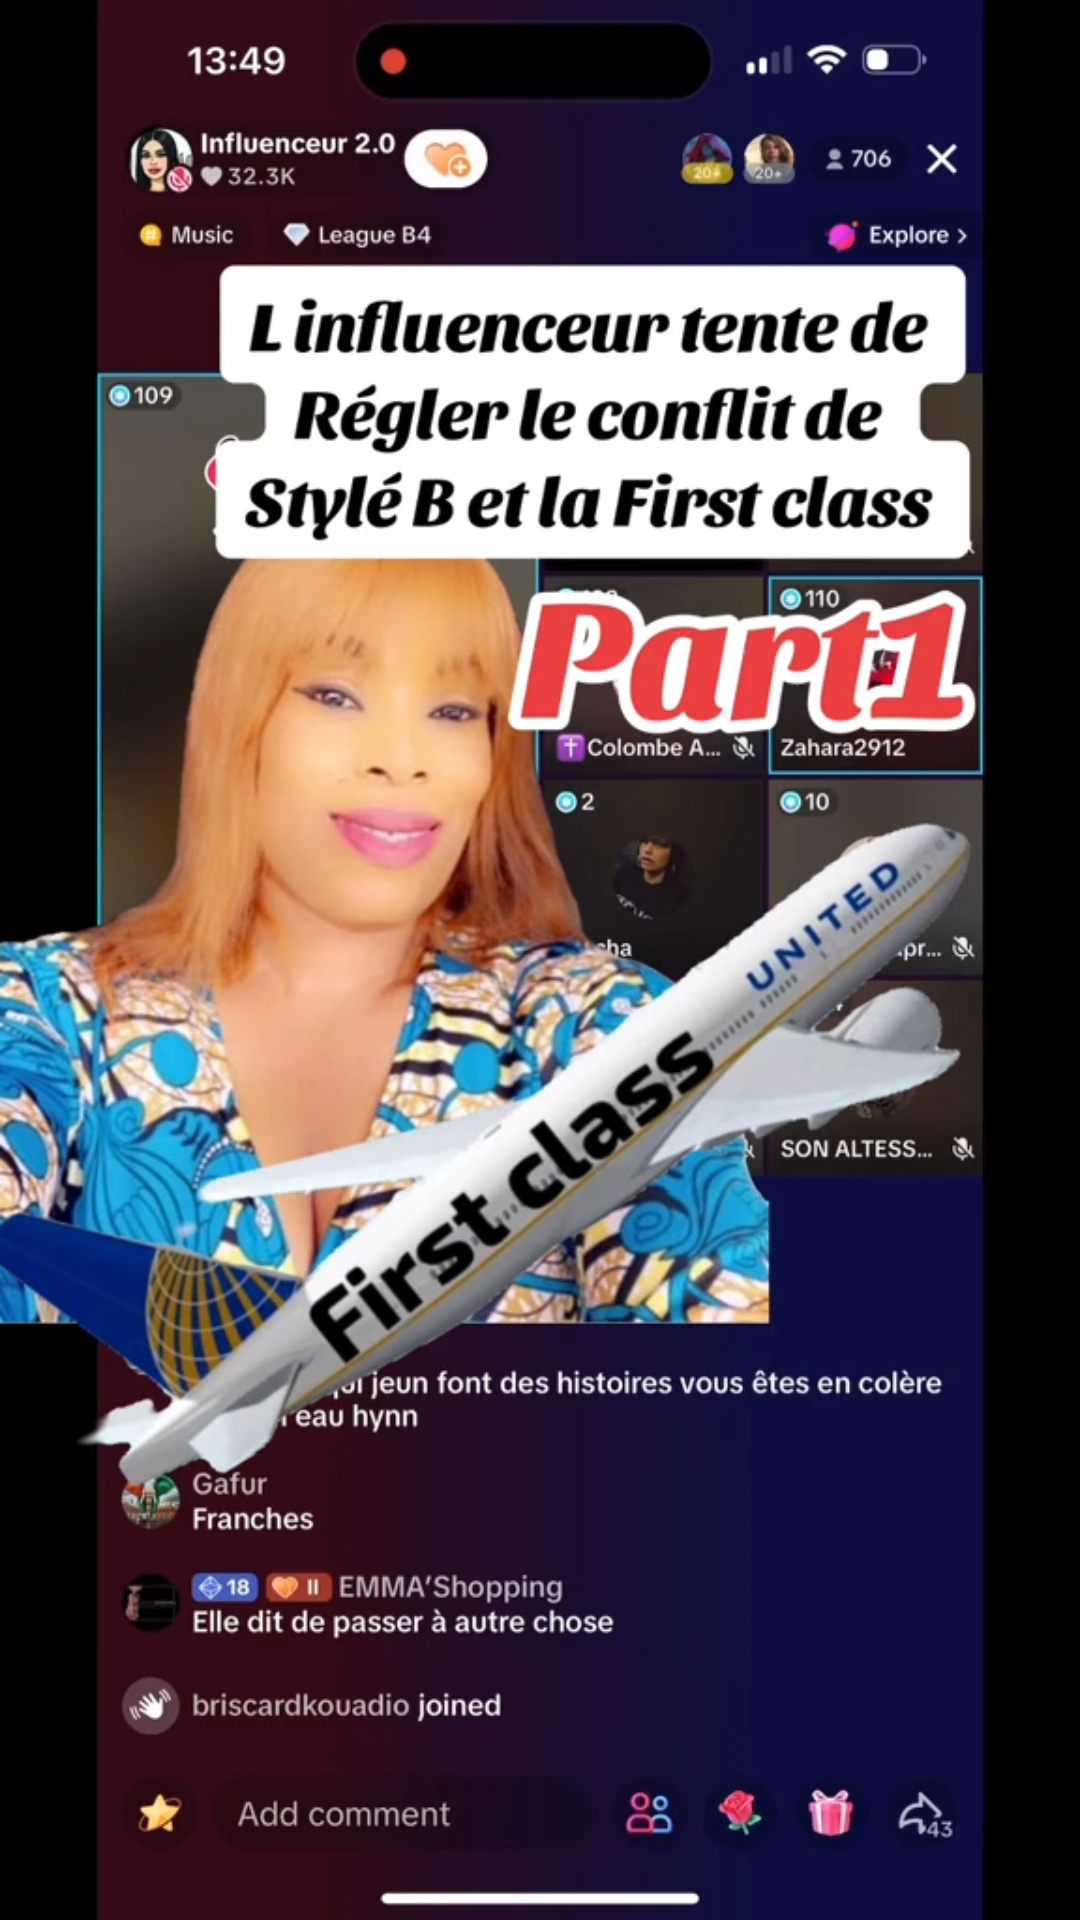 13:49
Influenceur 2.0
32.3K
20+
20+
706
Music
League B4
Explore >
L influenceur tente de
Régler le conflit de
Stylé B et la First class
109
Part1
110
Colombe A...
Zahara2912
2
10
UNITED
First class
SON ALTESS...
jeun font des histoires vous êtes en colère
eau hynn
Gafur
Franches
18 II EMMA'Shopping
Elle dit de passer à autre chose
briscardkouadio joined
Add comment
43